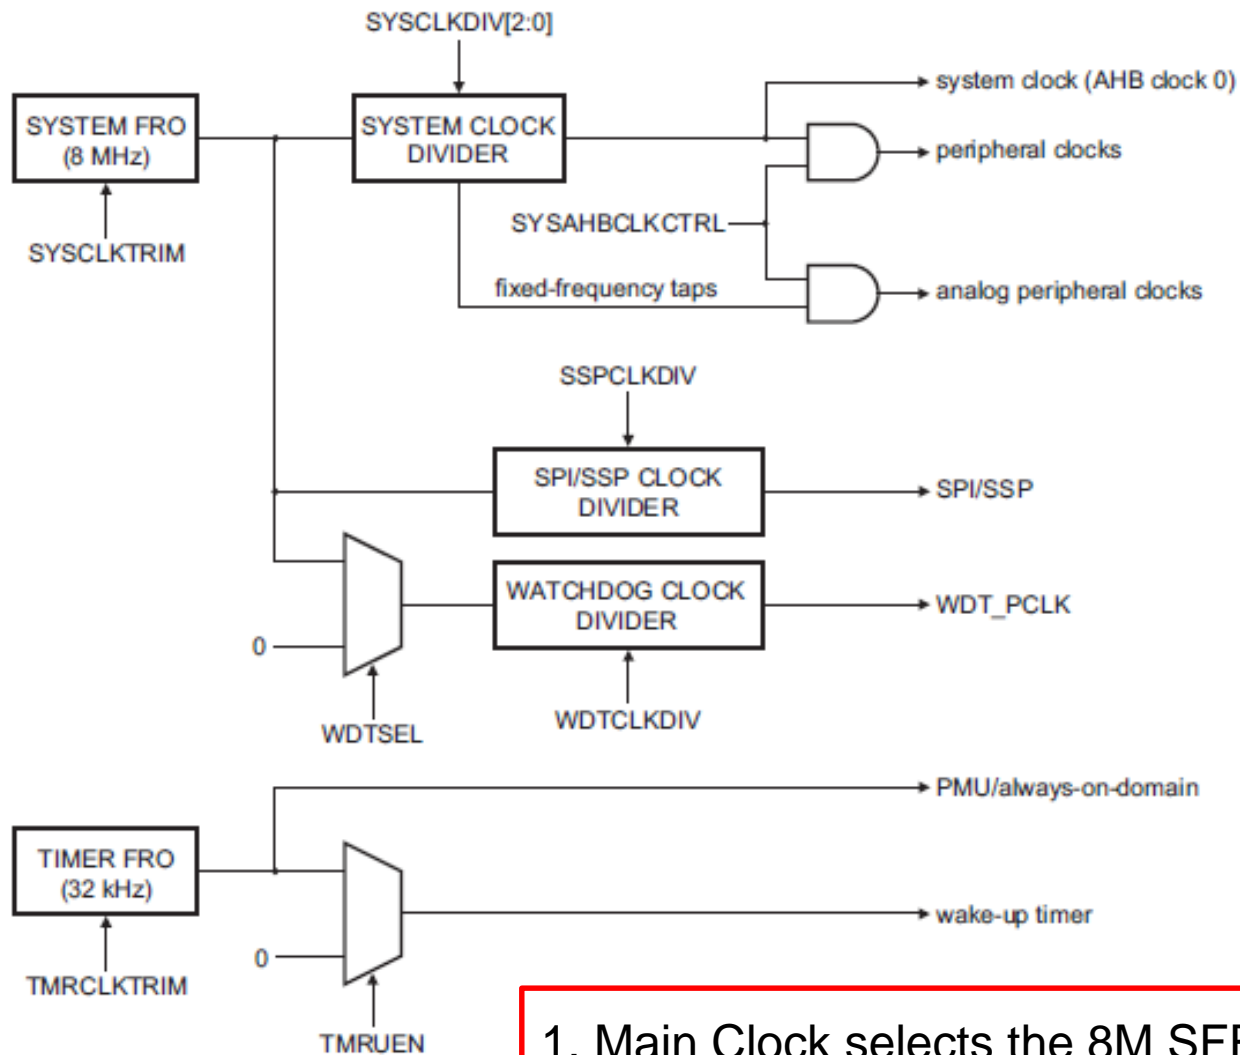 SYSCLKDIV[2:0]
system clock (AHB clock 0)
SYSTEM FRO
(8 MHz)
SYSTEM CLOCK
DIVIDER
peripheral clocks
SYSAHBCLKCTRL
SYSCLKTRIM
fixed-frequency taps
analog peripheral clocks
SSPCLKDIV
SPI/SSP CLOCK
DIVIDER
SPI/SSP
WATCHDOG CLOCK
DIVIDER
WDT_PCLK
0
WDTSEL
WDTCLKDIV
PMU/always-on-domain
TIMER FRO
(32 kHz)
wake-up timer
0
TMRCLKTRIM
TMRUEN
1. Main Clock selects the 8M